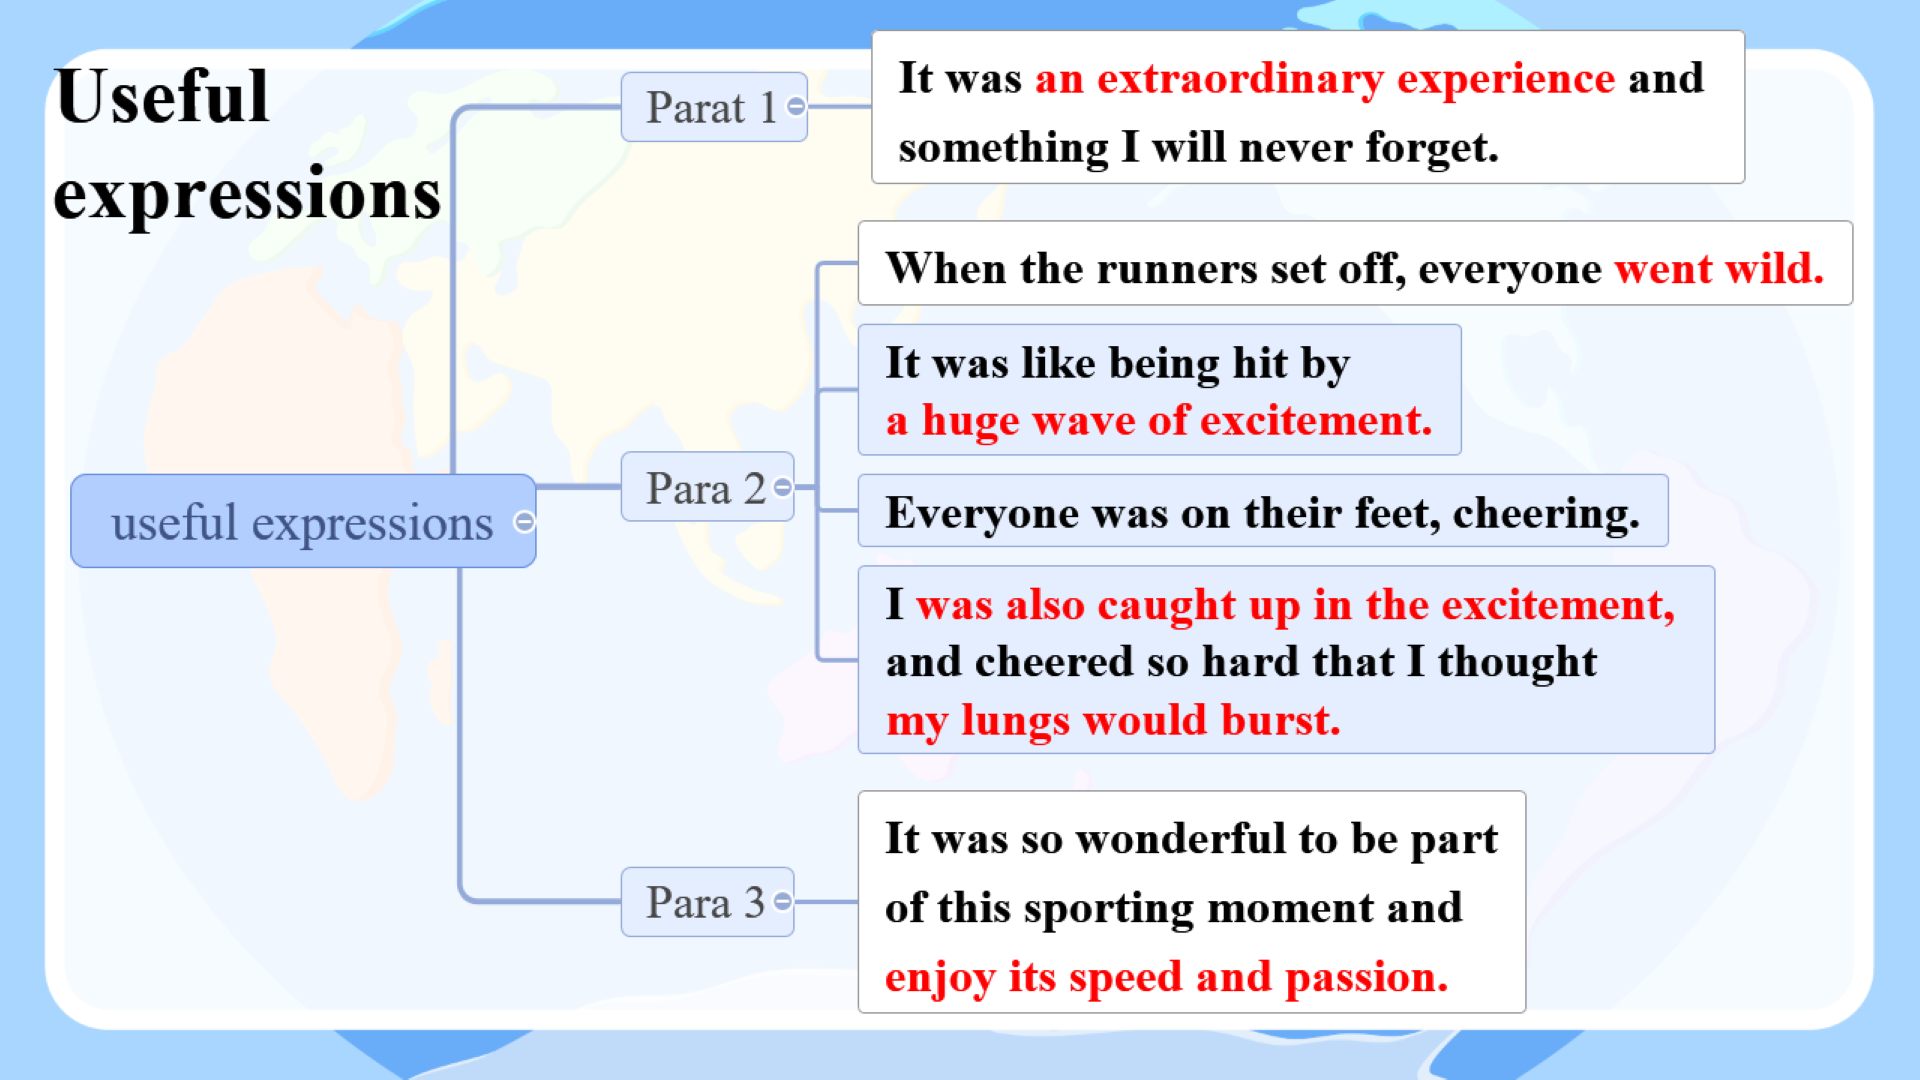 Useful
expressions
useful expressions
Parat 1
It was an extraordinary experience and
something I will never forget.
Para 2
When the runners set off, everyone went wild.
It was like being hit by
a huge wave of excitement.
Everyone was on their feet, cheering.
I was also caught up in the excitement,
and cheered so hard that I thought
my lungs would burst.
Para 3
It was so wonderful to be part
of this sporting moment and
enjoy its speed and passion.